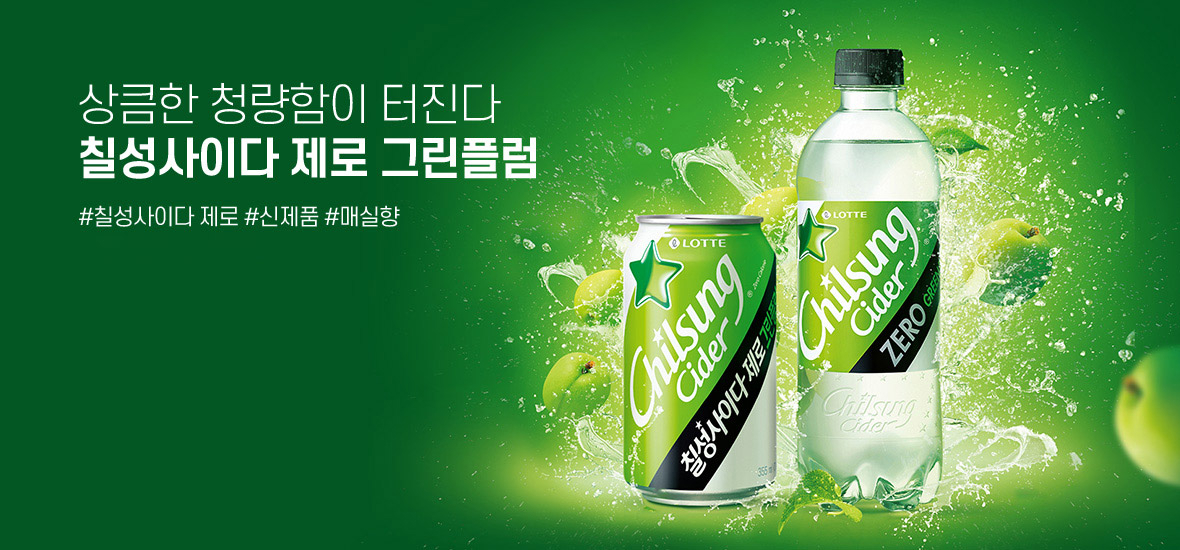 상큼한 청량함이 터진다
칠성사이다 제로 그린플럼
#칠성사이다 제로 #신제품 #매실향
LOTTE
Chilsung
Cider
칠성사이다 제로
355
LOTTE
Chilsung
Cider
ZERO
Chilsung
Cider